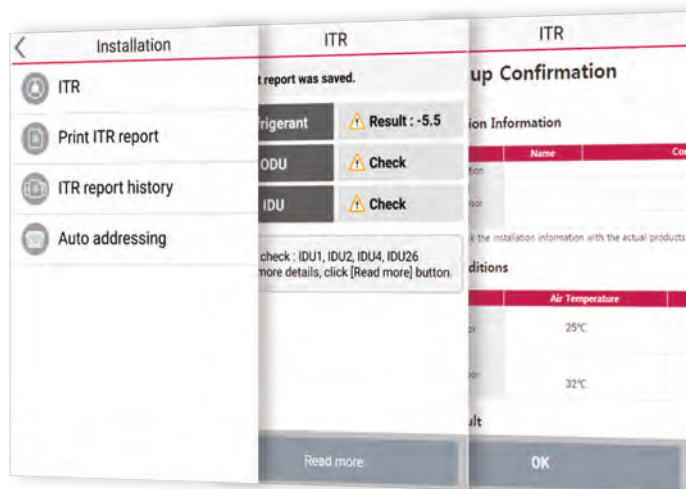 Installation
ITR
Print ITR report
ITR report history
Auto addressing
ITR
t report was saved.
frigerant
Result : -5.5
ODU
Check
IDU
Check
check : IDU1, IDU2, IDU4, IDU26
more details, click [Read more] button.
Read more
ITR
up Confirmation
ion Information
Name
Co
k the installation information with the actual products
ditions
Air Temperature
25℃
32℃
ult
OK